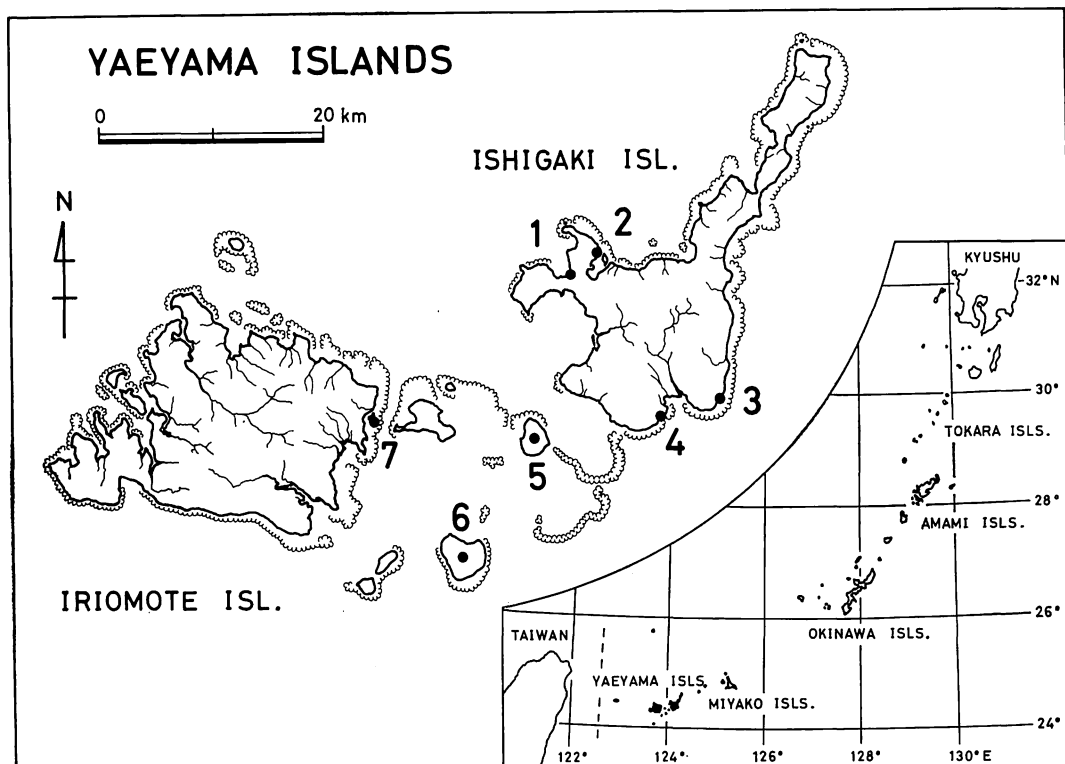 YAEYAMA ISLANDS
0 20 km
ISHIGAKI ISL.
N
1 2
3
4
5
6
7
IRIOMOTE ISL.
KYUSHU
32°N
30°
TOKARA ISLS.
28°
AMAMI ISLS.
26°
OKINAWA ISLS.
TAIWAN
YAEYAMA ISLS.
MIYAKO ISLS.
24°
122° 124° 126° 128° 130°E